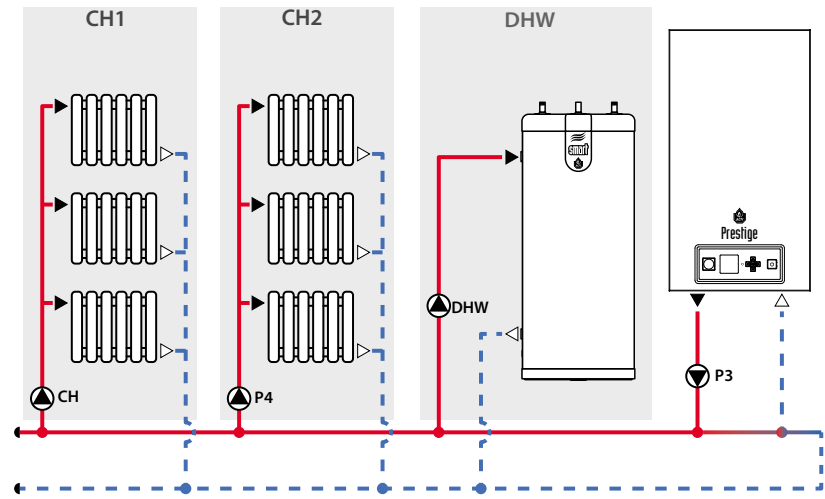 CH1
CH2
DHW
smart
Prestige
DHW
CH
P4
P3